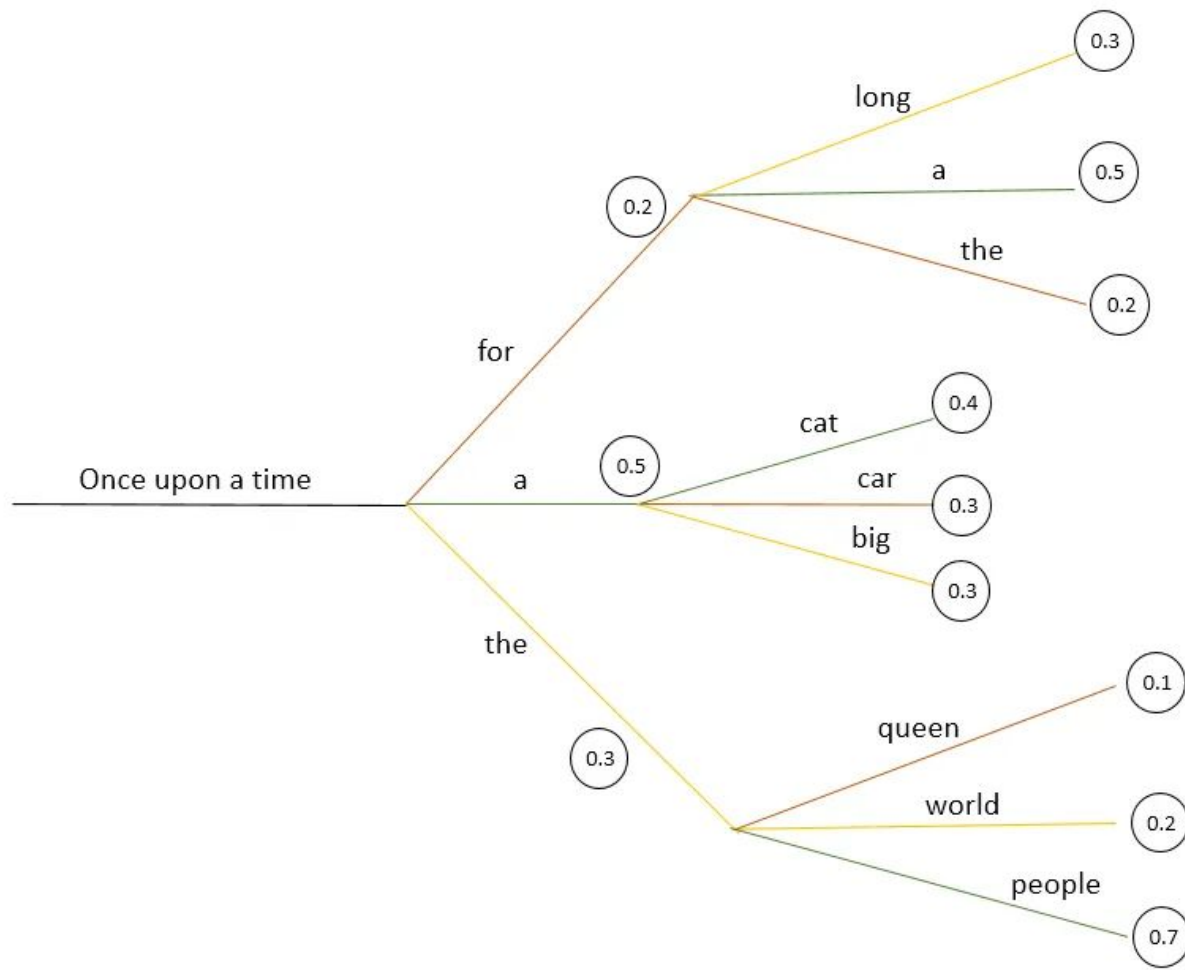 0.3
long
a
0.5
0.2
the
0.2
for
0.4
cat
Once upon a time
a
0.5
car
0.3
big
0.3
the
0.1
queen
0.3
world
0.2
people
0.7